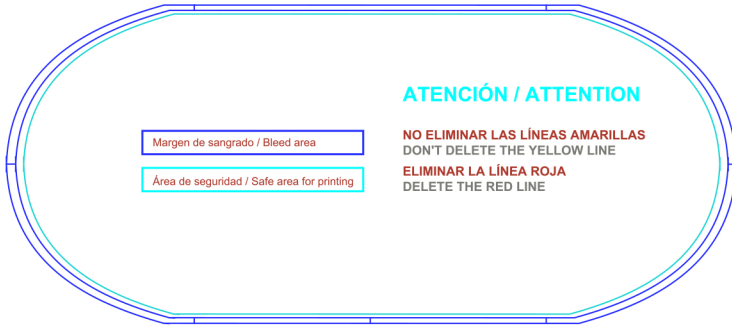 ATENCIÓN / ATTENTION
Margen de sangrado / Bleed area
NO ELIMINAR LAS LÍNEAS AMARILLAS
DON'T DELETE THE YELLOW LINE
Área de seguridad / Safe area for printing
ELIMINAR LA LÍNEA ROJA
DELETE THE RED LINE